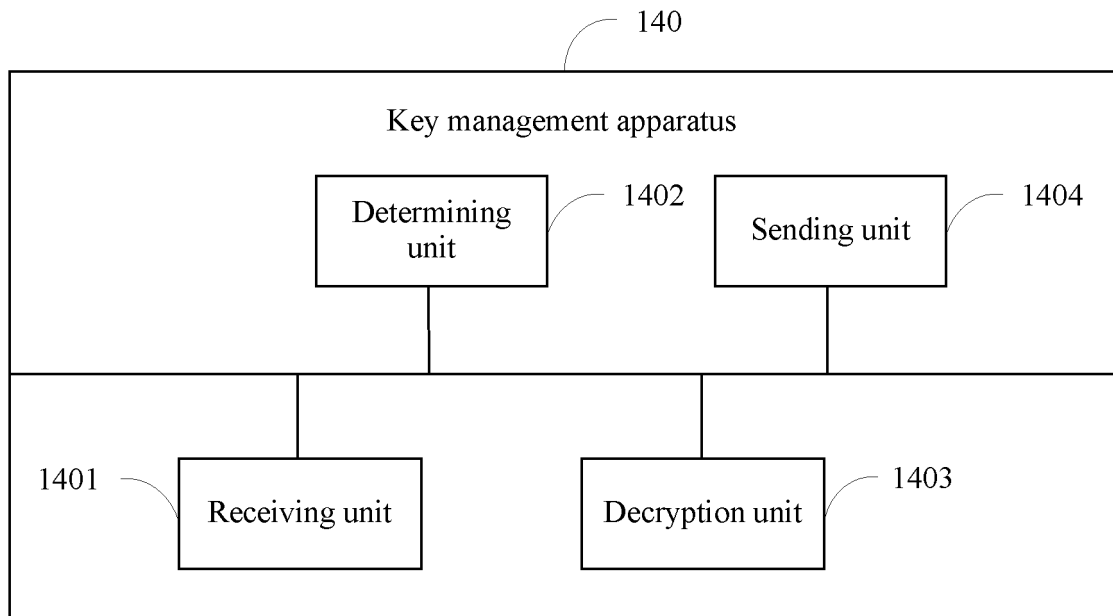 140
Key management apparatus
Determining
unit
1402
Sending unit
1404
1401
Receiving unit
Decryption unit
1403